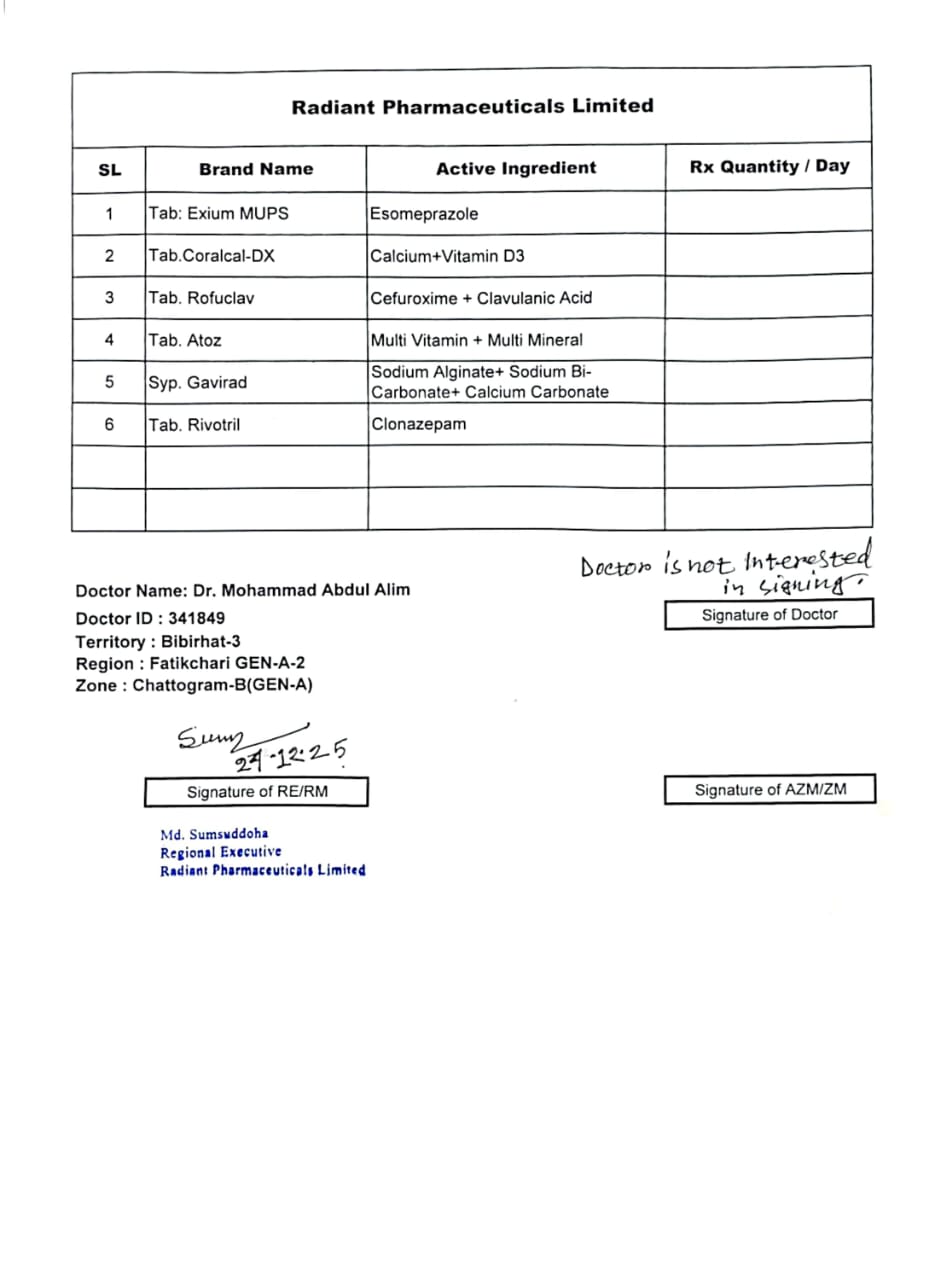 Radiant Pharmaceuticals Limited
SL Brand Name Active Ingredient Rx Quantity / Day
1 Tab: Exium MUPS Esomeprazole
2 Tab.Coralcal-DX Calcium+Vitamin D3
3 Tab. Rofuclav Cefuroxime + Clavulanic Acid
4 Tab. Atoz Multi Vitamin + Multi Mineral
5 Syp. Gavirad Sodium Alginate+ Sodium Bi-
Carbonate+ Calcium Carbonate
6 Tab. Rivotril Clonazepam
Doctor is not Interested
in signing.
Signature of Doctor
Doctor Name: Dr. Mohammad Abdul Alim
Doctor ID : 341849
Territory : Bibirhat-3
Region : Fatikchari GEN-A-2
Zone : Chattogram-B(GEN-A)
12.25
Signature of RE/RM
Signature of AZM/ZM
Md. Sumsuddoha
Regional Executive
Radiant Pharmaceuticals Limited